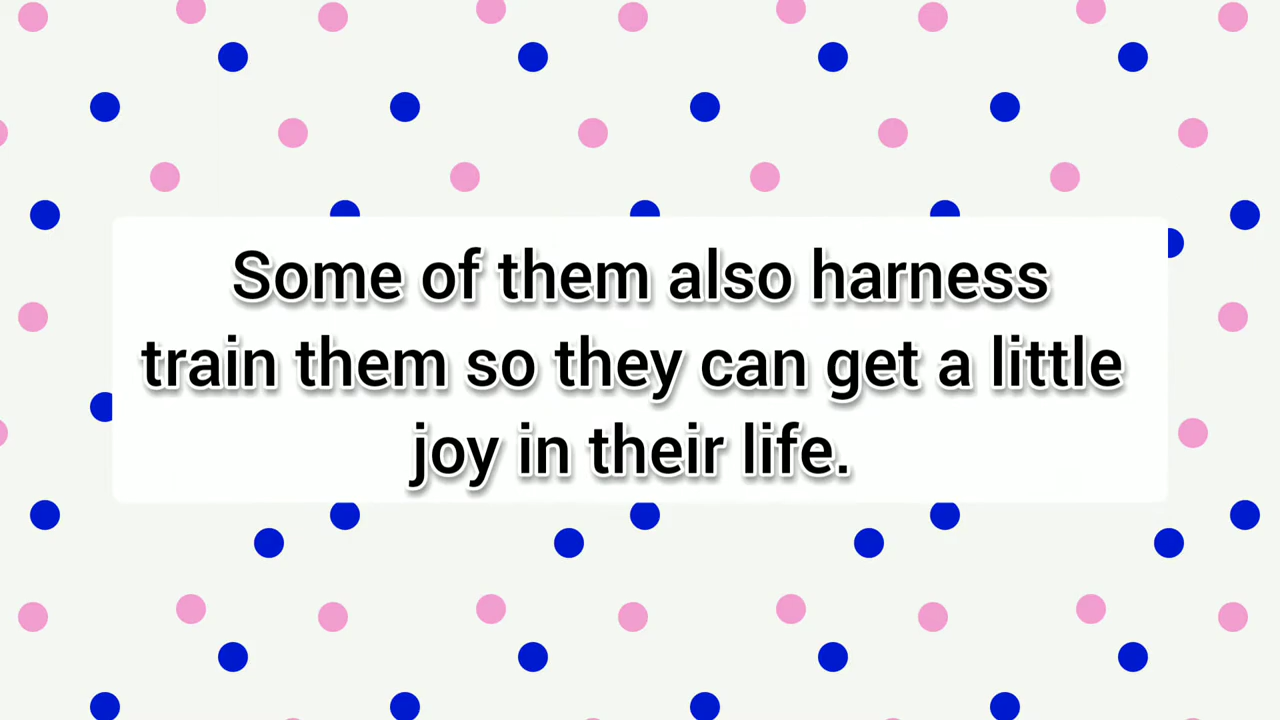 Some of them also harness
train them so they can get a little
joy in their life.